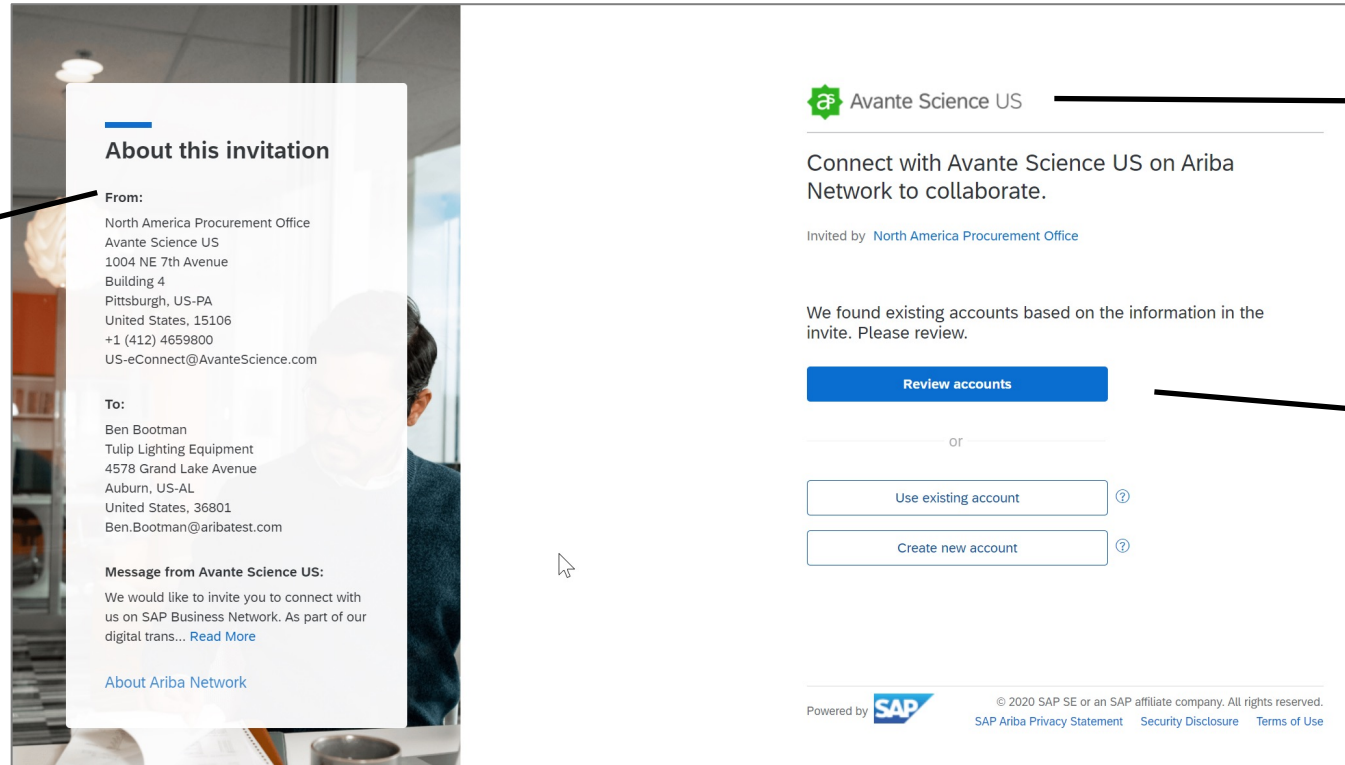 About this invitation
From:
North America Procurement Office
Avante Science US
1004 NE 7th Avenue
Building 4
Pittsburgh, US-PA
United States, 15106
+1 (412) 4659800
US-eConnect@AvanteScience.com
To:
Ben Bootman
Tulip Lighting Equipment
4578 Grand Lake Avenue
Auburn, US-AL
United States, 36801
Ben.Bootman@aribatest.com
Message from Avante Science US:
We would like to invite you to connect with
us on SAP Business Network. As part of our
digital trans... Read More
About Ariba Network
Avante Science US
Connect with Avante Science US on Ariba
Network to collaborate.
Invited by North America Procurement Office
We found existing accounts based on the information in the
invite. Please review.
Review accounts
or
Use existing account ?
Create new account ?
Powered by SAP
© 2020 SAP SE or an SAP affiliate company. All rights reserved.
SAP Ariba Privacy Statement Security Disclosure Terms of Use